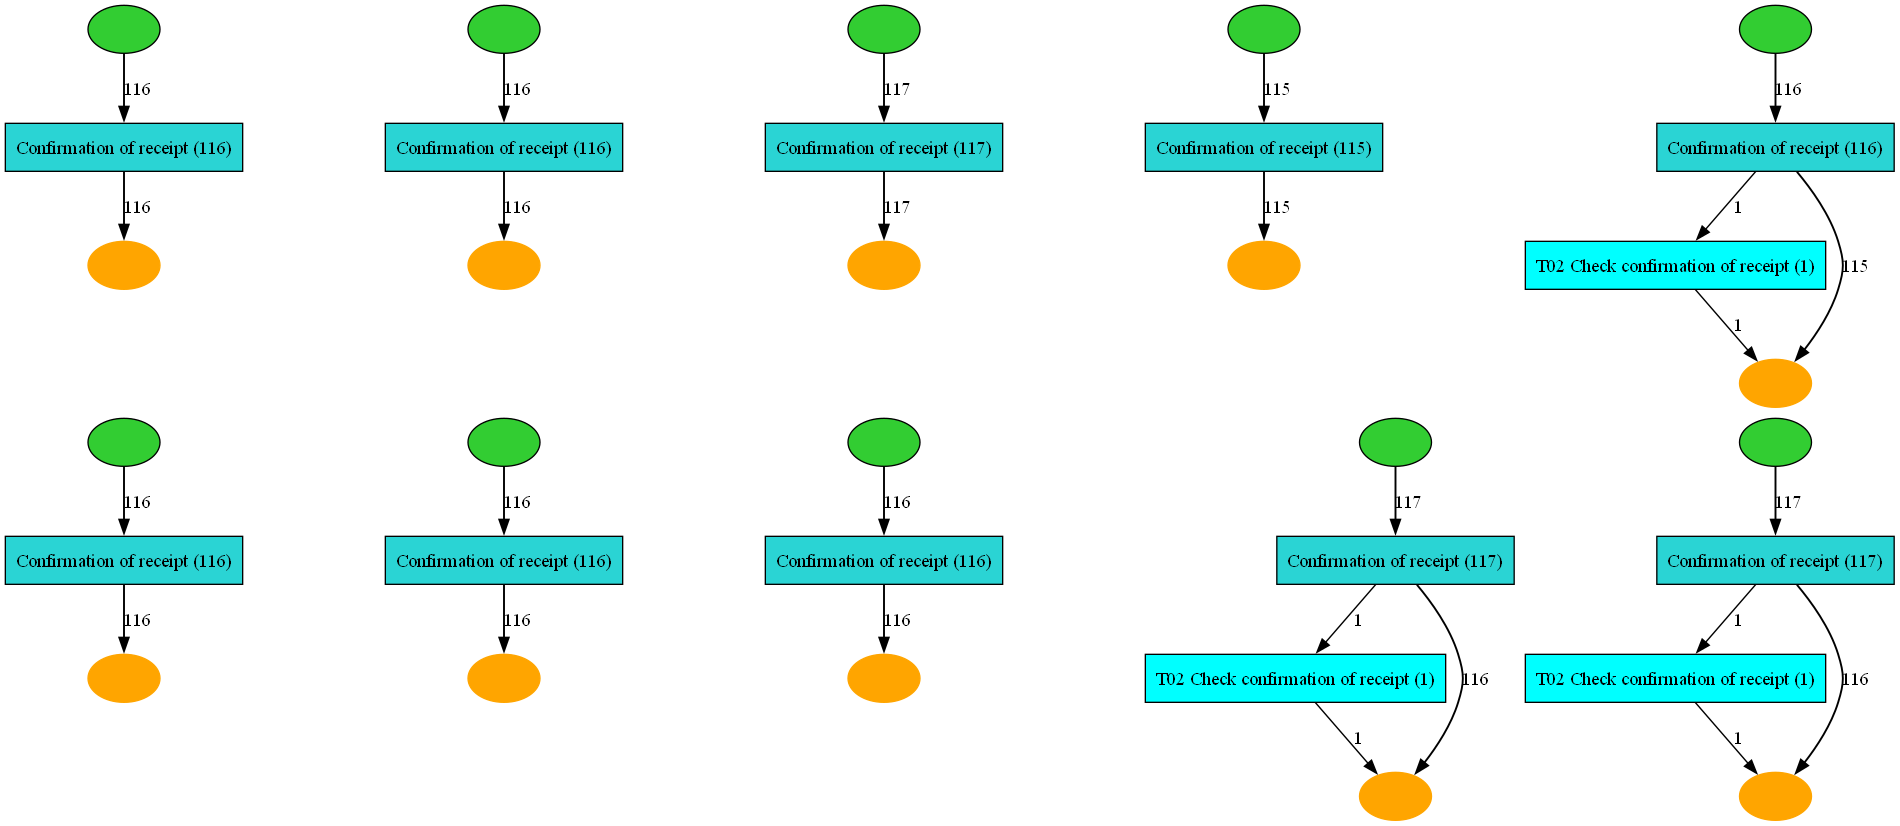 116
116
117
115
116
Confirmation of receipt (116)
Confirmation of receipt (116)
Confirmation of receipt (117)
Confirmation of receipt (115)
Confirmation of receipt (116)
116
116
117
115
1
T02 Check confirmation of receipt (1)
115
1
116
116
116
117
117
Confirmation of receipt (116)
Confirmation of receipt (116)
Confirmation of receipt (116)
Confirmation of receipt (117)
Confirmation of receipt (117)
116
116
116
1
1
T02 Check confirmation of receipt (1)
116
T02 Check confirmation of receipt (1)
116
1
1